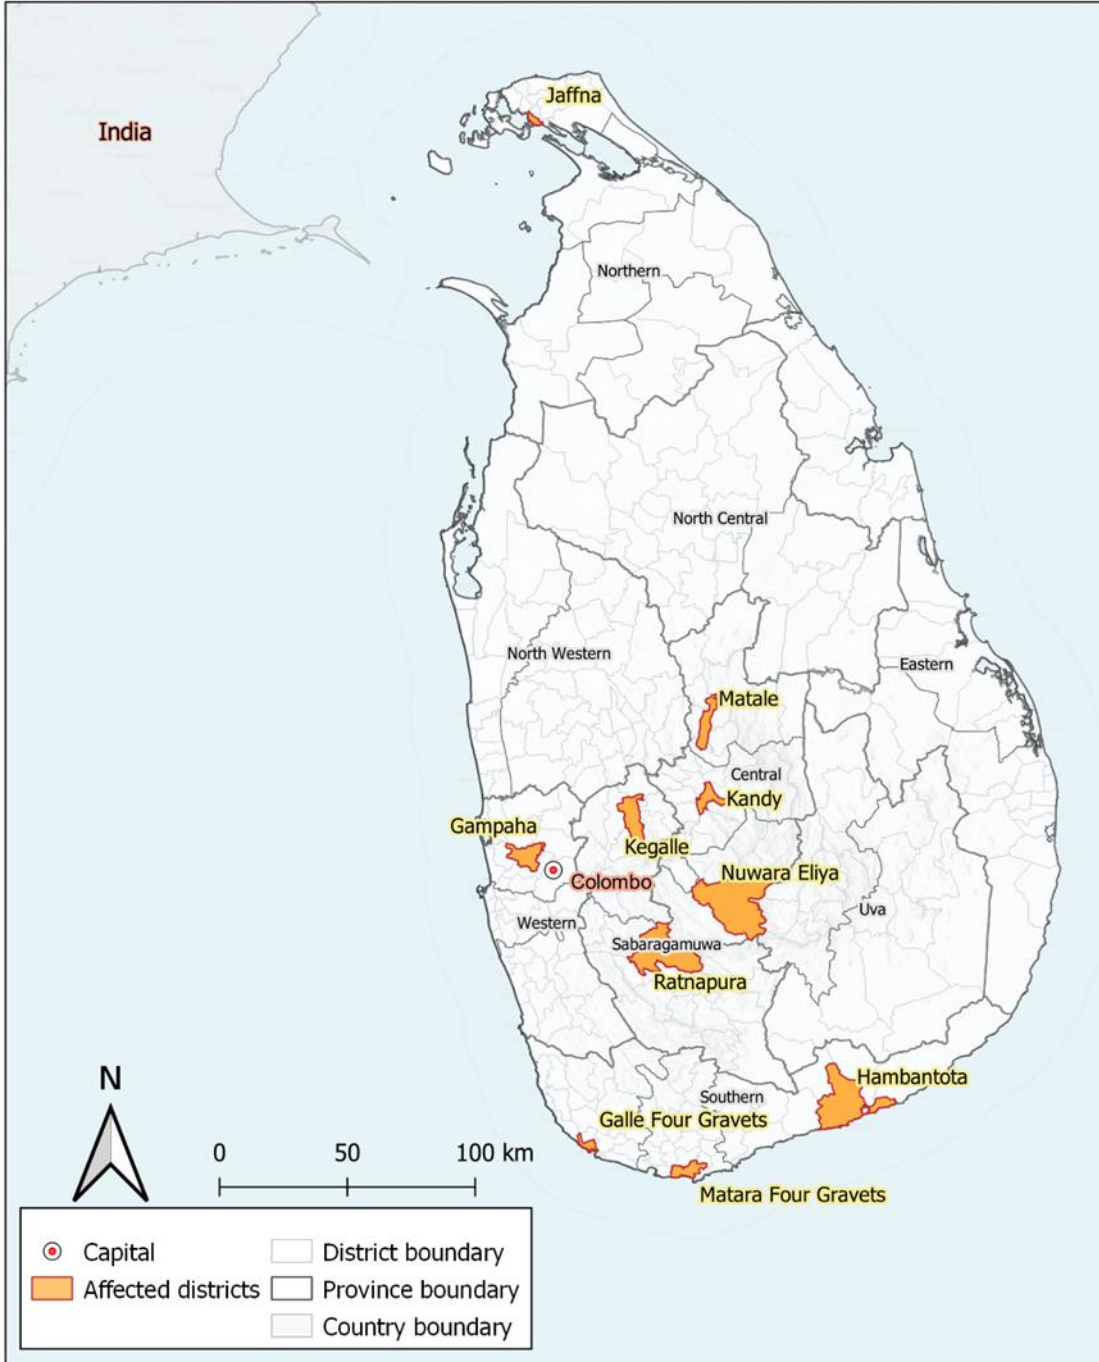 Jaffna
India
Northern
North Central
North Western
Eastern
Matale
Central
Kandy
Gampaha
Kegalle
Nuwara Eliya
Colombo
Uva
Western
Sabaragamuwa
Ratnapura
Hambantota
Southern
Galle Four Gravets
Matara Four Gravets
N
0 50 100 km
Capital
Affected districts
District boundary
Province boundary
Country boundary